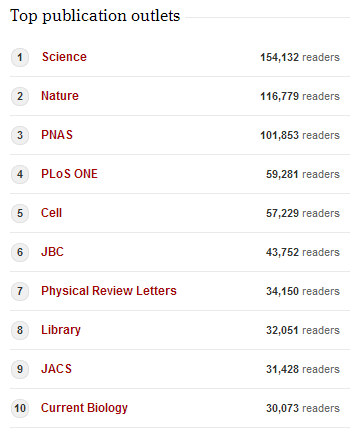 Top publication outlets
1 Science 154,132 readers
2 Nature 116,779 readers
3 PNAS 101,853 readers
4 PLoS ONE 59,281 readers
5 Cell 57,229 readers
6 JBC 43,752 readers
7 Physical Review Letters 34,150 readers
8 Library 32,051 readers
9 JACS 31,428 readers
10 Current Biology 30,073 readers